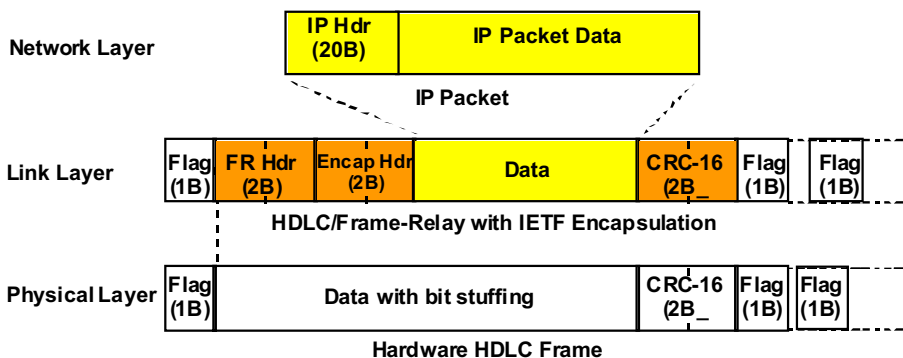 IP Hdr
(20B)
IP Packet Data
Network Layer
IP Packet
Link Layer
Flag
(1B)
FR Hdr
(2B)
Encap Hdr
(2B)
Data
CRC-16
(2B_
Flag
(1B)
Flag
(1B)
HDLC/Frame-Relay with IETF Encapsulation
Physical Layer
Flag
(1B)
Data with bit stuffing
CRC-16
(2B_
Flag
(1B)
Flag
(1B)
Hardware HDLC Frame